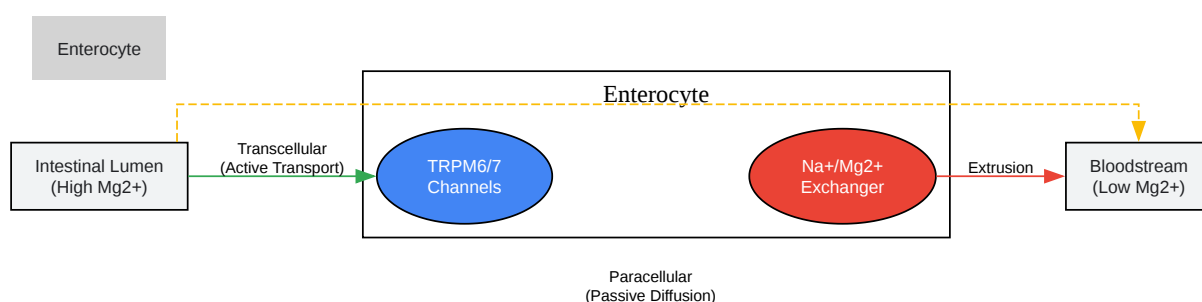 Enterocyte
Enterocyte
Intestinal Lumen
(High Mg2+)
Transcellular
(Active Transport)
TRPM6/7
Channels
Na+/Mg2+
Exchanger
Extrusion
Bloodstream
(Low Mg2+)
Paracellular
(Passive Diffusion)